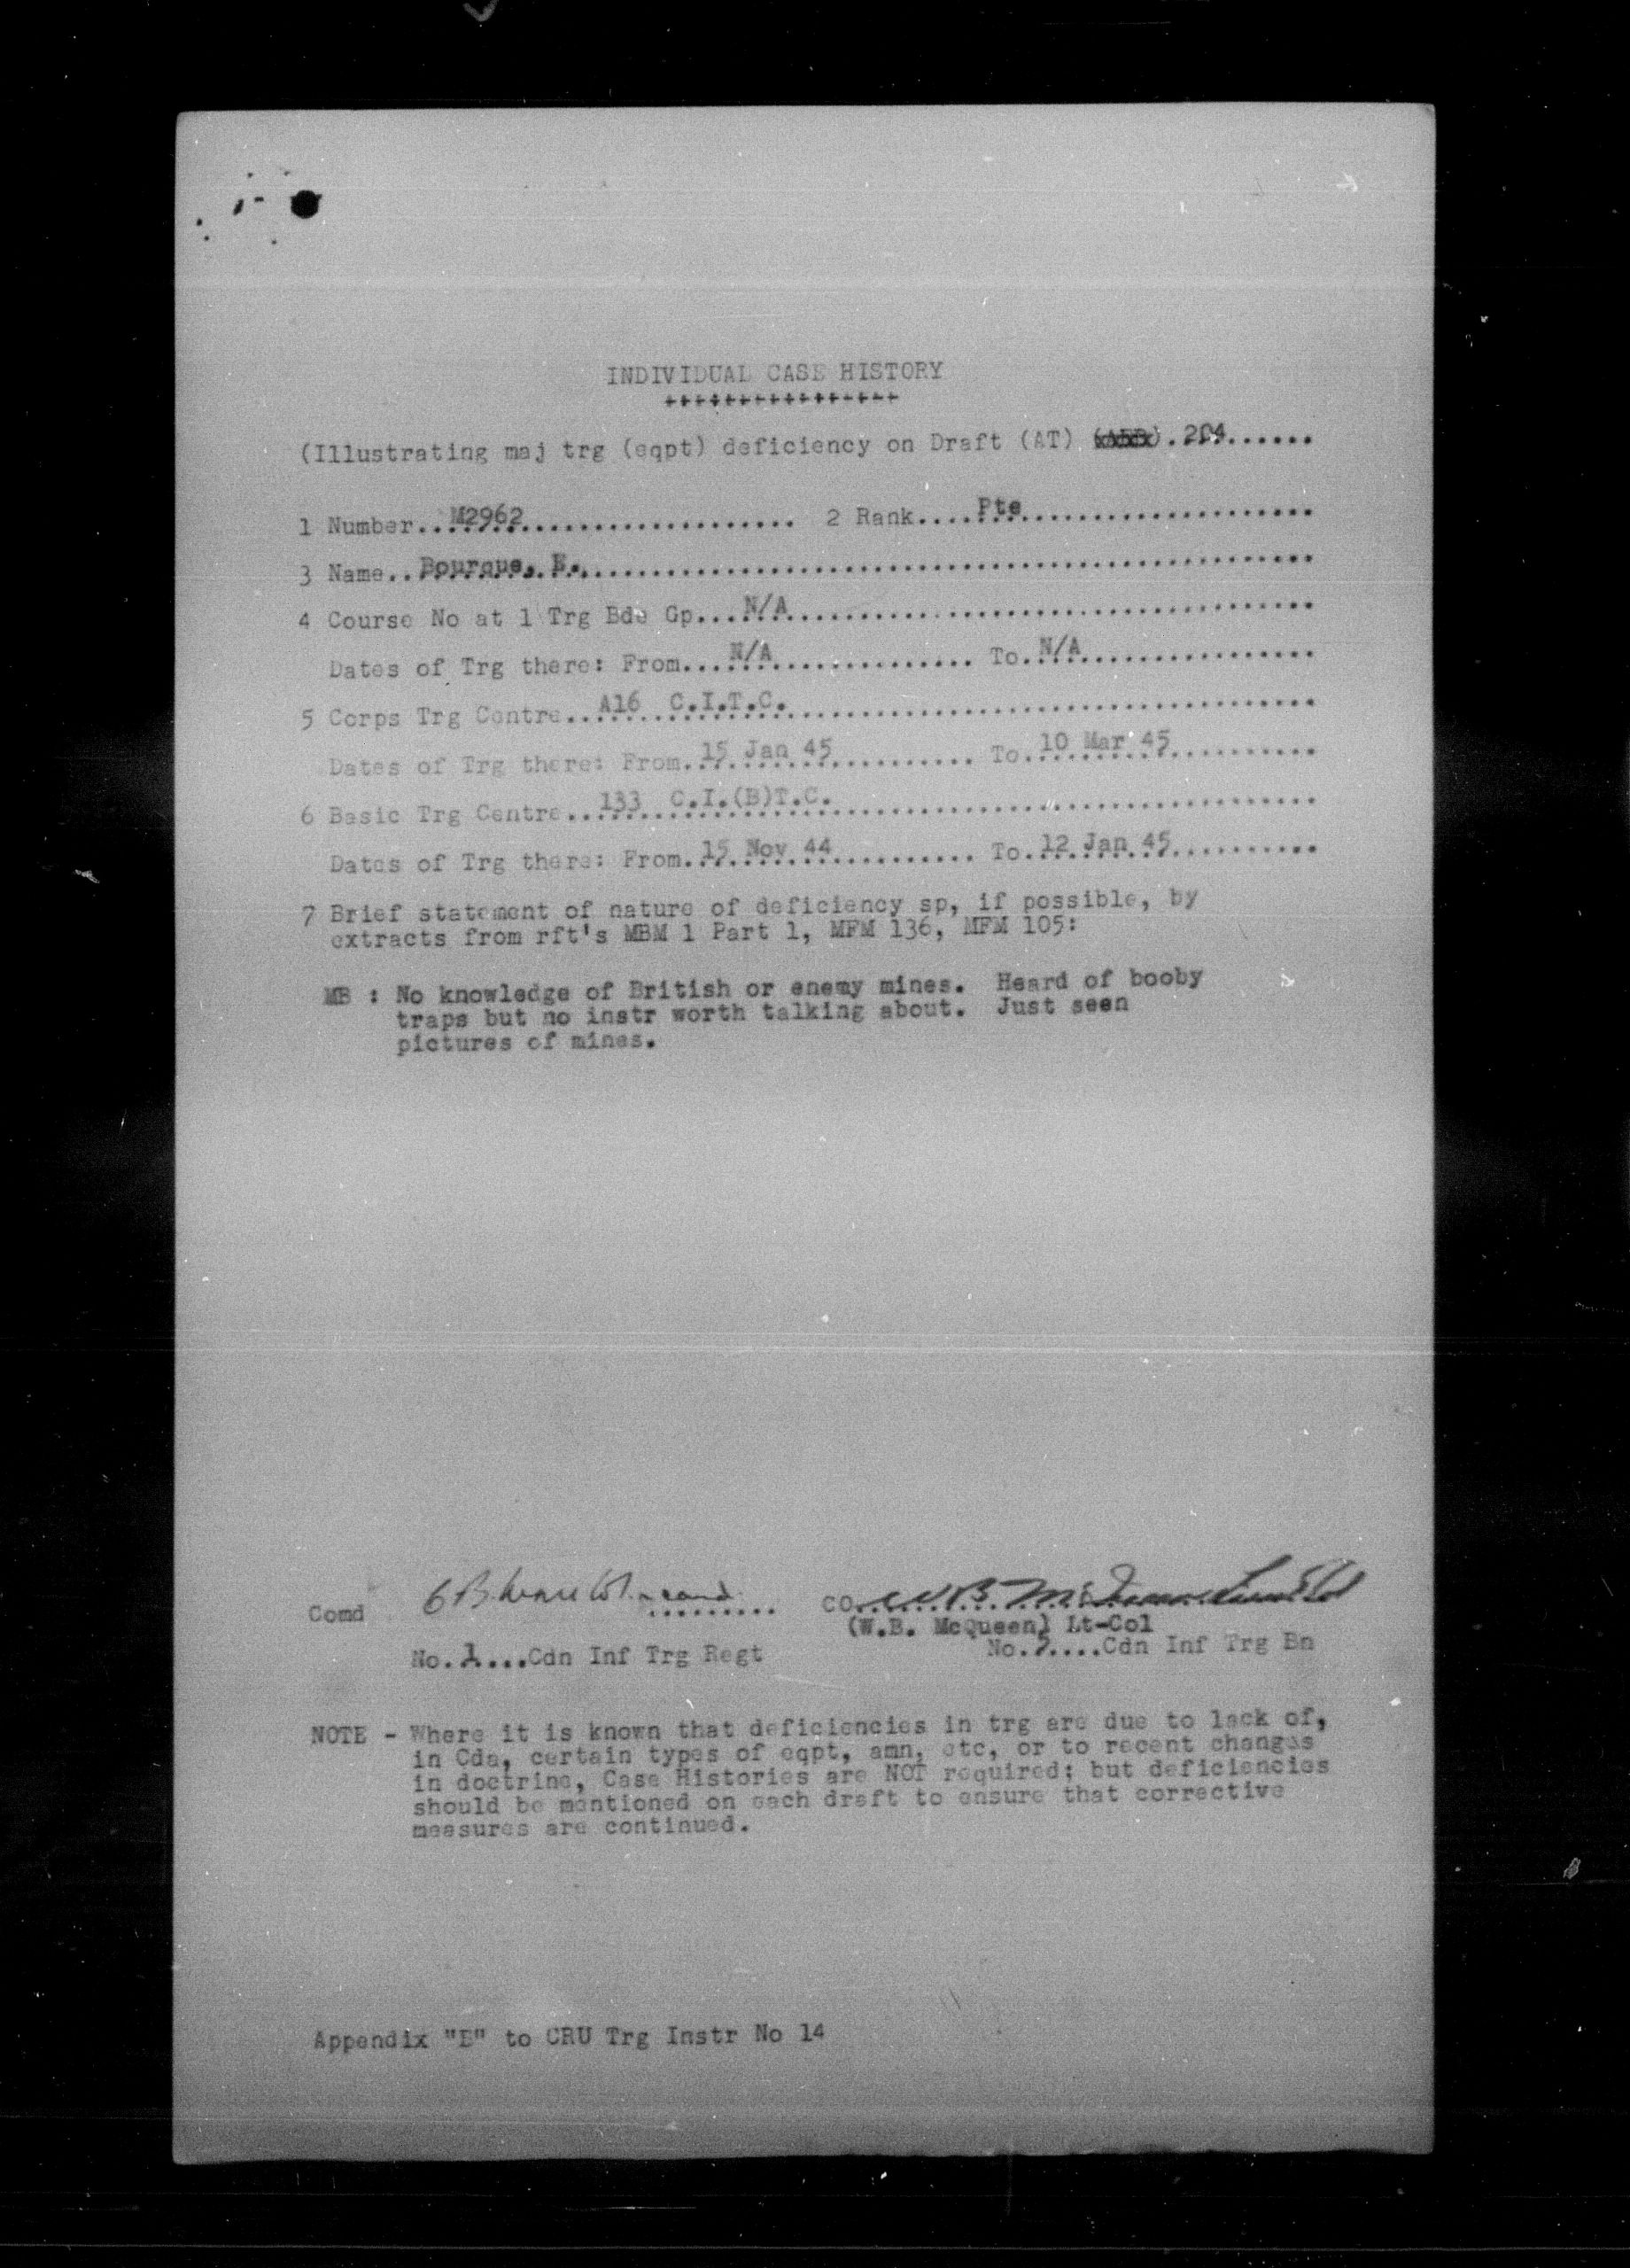 INDIVIDUAL CASE HISTORY
++++++++++++++++
(Illustrating maj trg (eqpt) deficiency on Draft (AT) .204......
1 Number..M2962........................ 2 Rank....Pte....................
3 Name..Bourque, E.................................................
4 Course No at 1 Trg Bde Gp...N/A...................................
Dates of Trg there: From...N/A.............. To.N/A................
5 Corps Trg Centre..A16 C.I.T.C....................................
Dates of Trg there: From.15 Jan 45.......... To.10 Mar 45..........
6 Basic Trg Centre..133 C.I.(B)T.C.................................
Dates of Trg there: From.15 Nov 44.......... To.12 Jan 45..........
7 Brief statement of nature of deficiency sp, if possible, by
extracts from rft's MBM 1 Part 1, MFM 136, MFM 105:
MB : No knowledge of British or enemy mines. Heard of booby
traps but no instr worth talking about. Just seen
pictures of mines.
Comd ......... CO..............
(W.B. McQueen) Lt-Col
No.1....Cdn Inf Trg Regt No.....Cdn Inf Trg Bn
NOTE - Where it is known that deficiencies in trg are due to lack of,
in Cda, certain types of eqpt, amn, etc, or to recent changes
in doctrine, Case Histories are NOT required; but deficiencies
should be mentioned on each draft to ensure that corrective
measures are continued.
Appendix "E" to CRU Trg Instr No 14